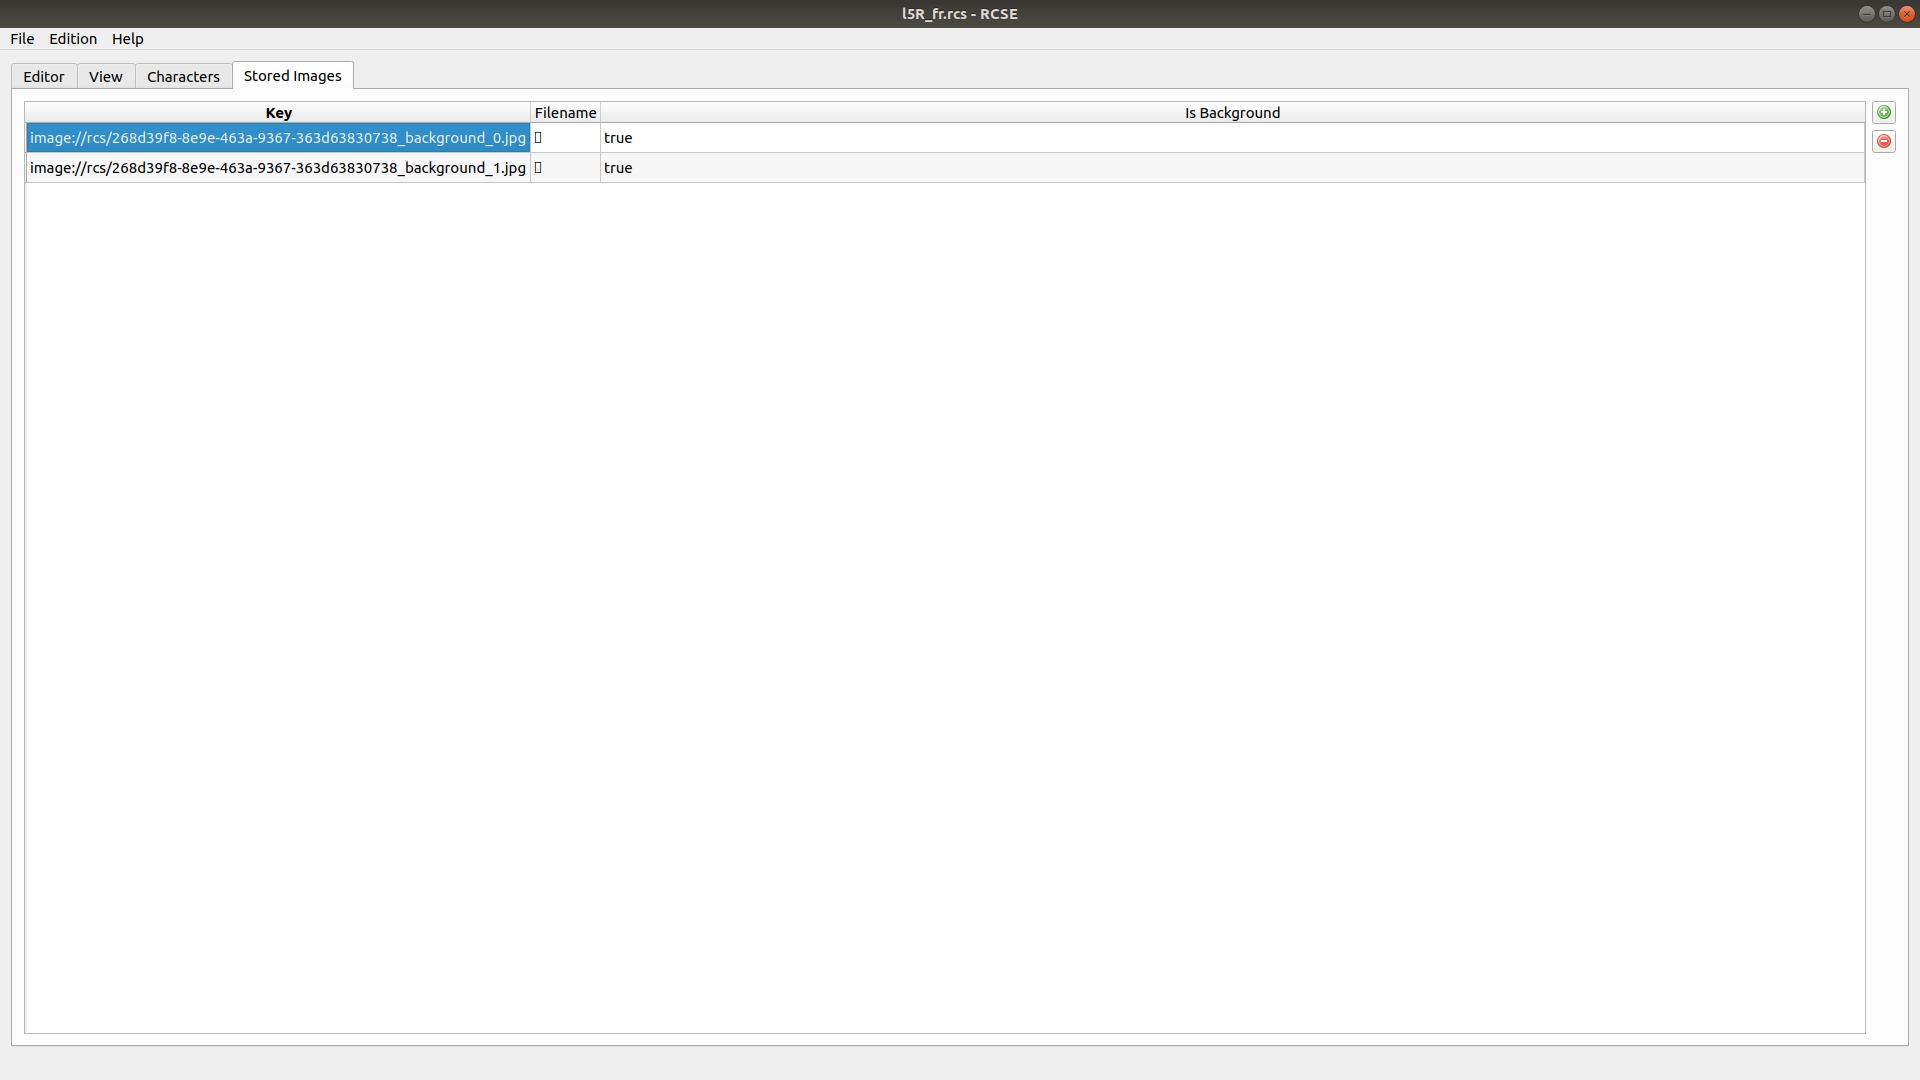 l5R_fr.rcs - RCSE
File Edition Help
Editor View Characters Stored Images
Key Filename Is Background
image://rcs/268d39f8-8e9e-463a-9367-363d63830738_background_0.jpg true
image://rcs/268d39f8-8e9e-463a-9367-363d63830738_background_1.jpg true